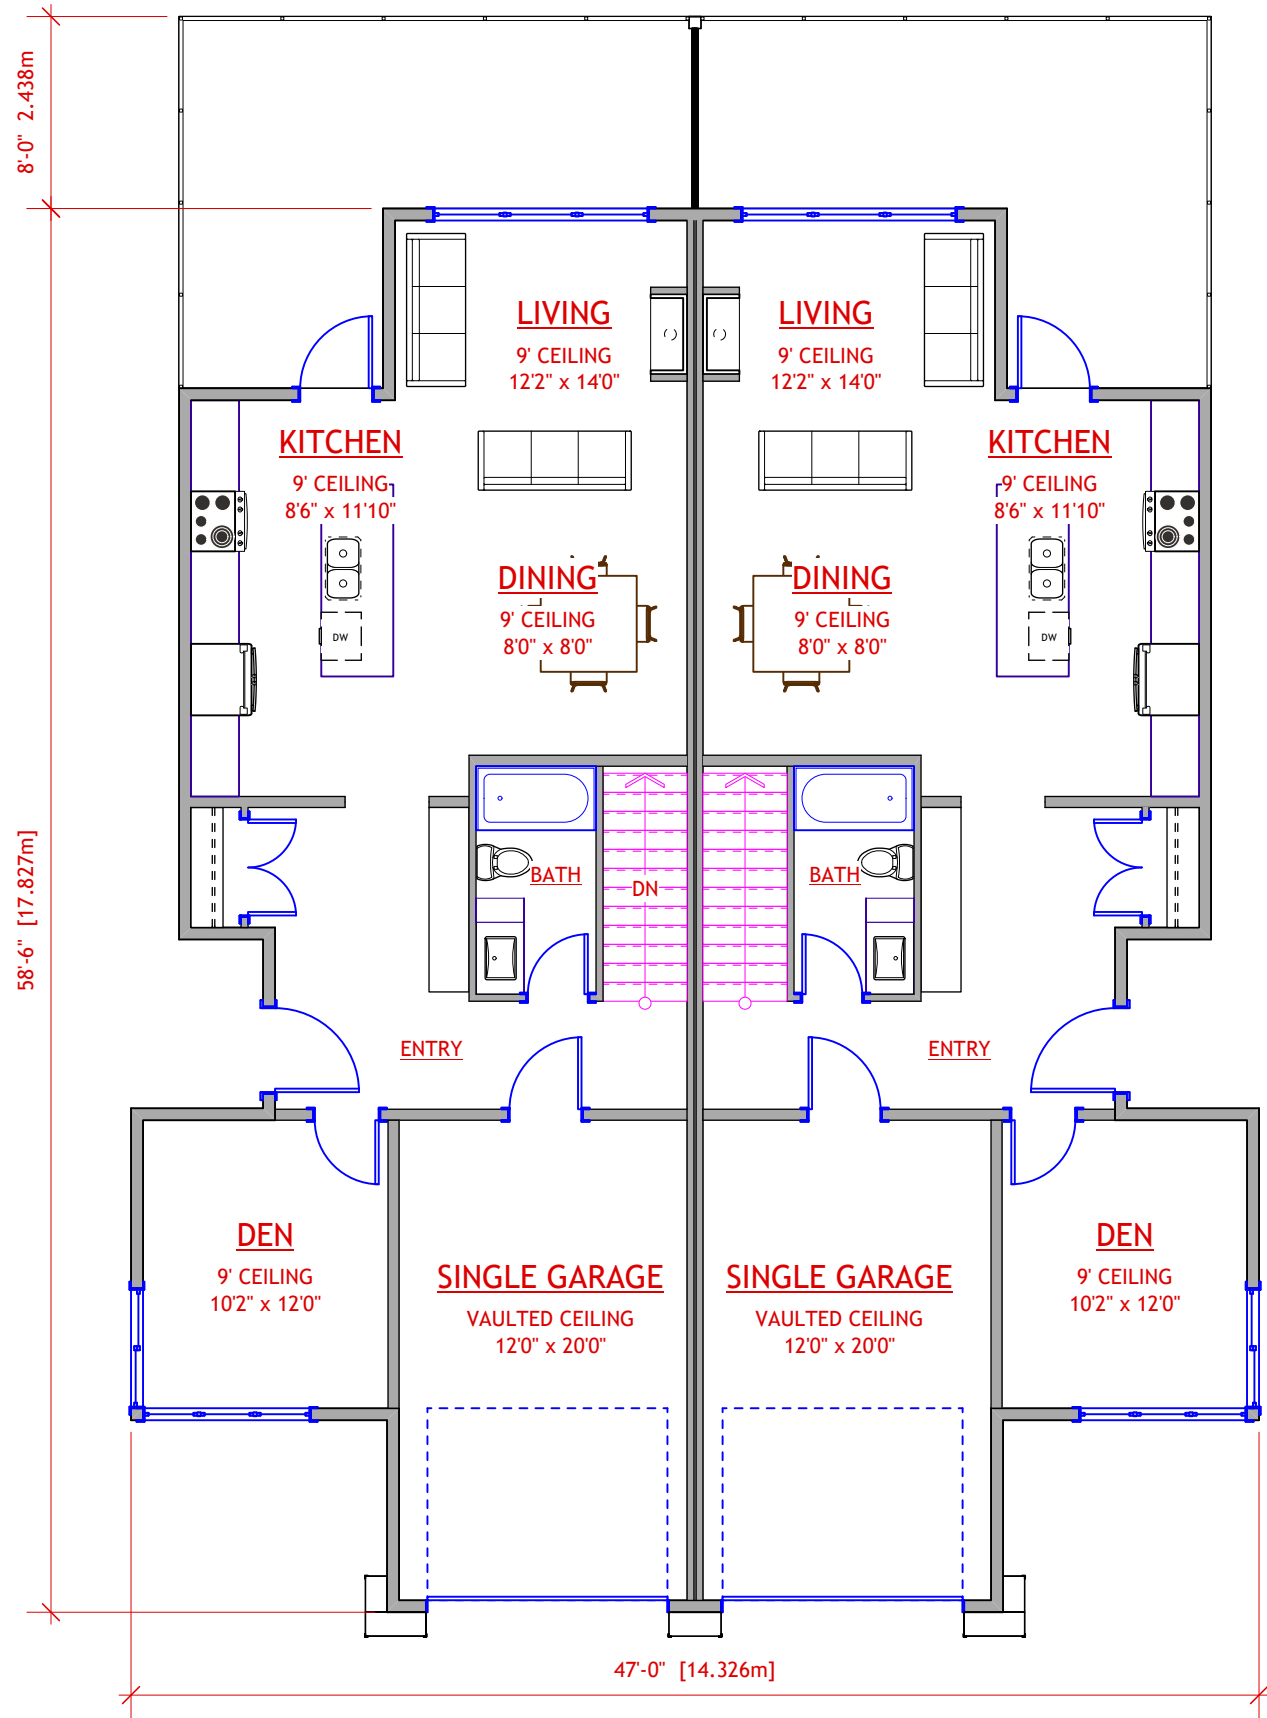 8'-0" 2.438m
LIVING
9' CEILING
12'2" x 14'0"
LIVING
9' CEILING
12'2" x 14'0"
KITCHEN
9' CEILING
8'6" x 11'10"
KITCHEN
9' CEILING
8'6" x 11'10"
DINING
9' CEILING
8'0" x 8'0"
DINING
9' CEILING
8'0" x 8'0"
DW
DW
58'-6" [17.827m]
BATH
DN
BATH
ENTRY
ENTRY
DEN
9' CEILING
10'2" x 12'0"
SINGLE GARAGE
VAULTED CEILING
12'0" x 20'0"
SINGLE GARAGE
VAULTED CEILING
12'0" x 20'0"
DEN
9' CEILING
10'2" x 12'0"
47'-0" [14.326m]